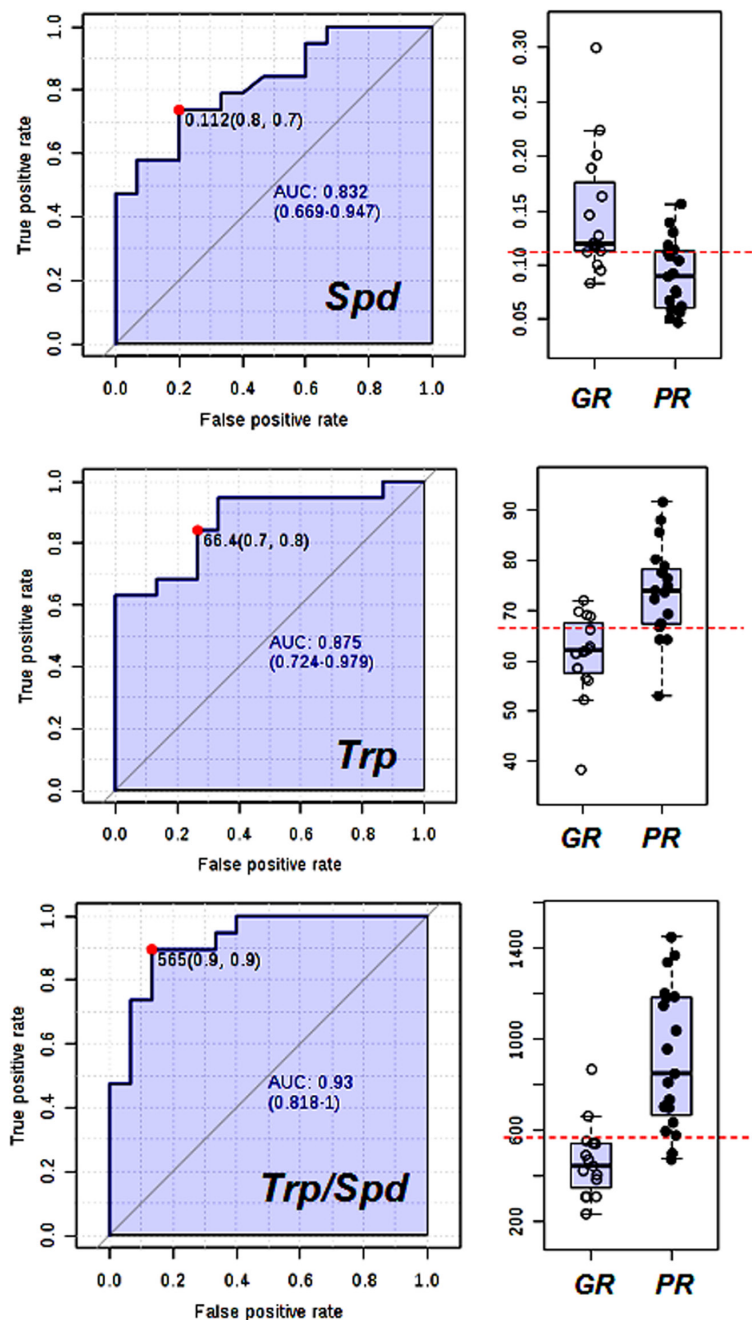 True positive rate
0.0 0.2 0.4 0.6 0.8 1.0
0.112(0.8, 0.7)
AUC: 0.832
(0.669-0.947)
Spd
0.0 0.2 0.4 0.6 0.8 1.0
False positive rate
0.05 0.10 0.15 0.20 0.25 0.30
GR PR
True positive rate
0.0 0.2 0.4 0.6 0.8 1.0
66.4(0.7, 0.8)
AUC: 0.875
(0.724-0.979)
Trp
0.0 0.2 0.4 0.6 0.8 1.0
False positive rate
40 50 60 70 80 90
GR PR
True positive rate
0.0 0.2 0.4 0.6 0.8 1.0
565(0.9, 0.9)
AUC: 0.93
(0.818-1)
Trp/Spd
0.0 0.2 0.4 0.6 0.8 1.0
False positive rate
200 600 1000 1400
GR PR